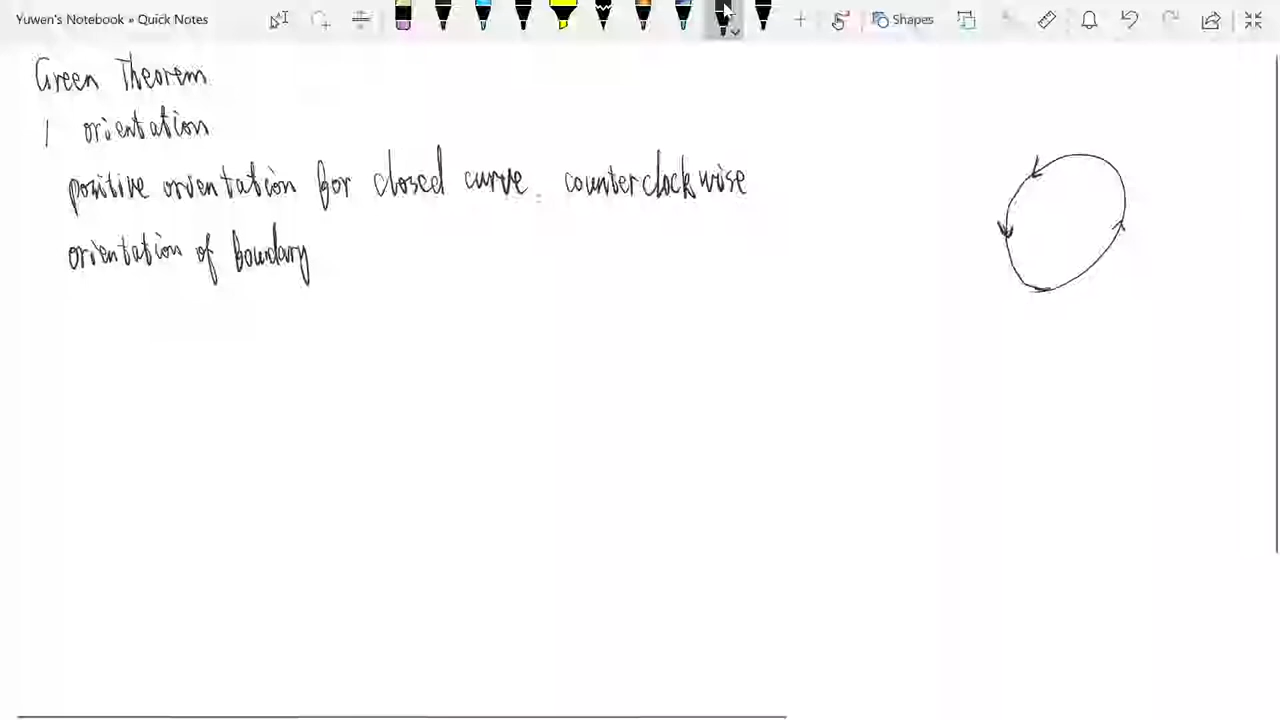 Yuwen's Notebook » Quick Notes
Shapes
Green Theorem
1 orientation
positive orientation for closed curve. counterclockwise
orientation of boundary